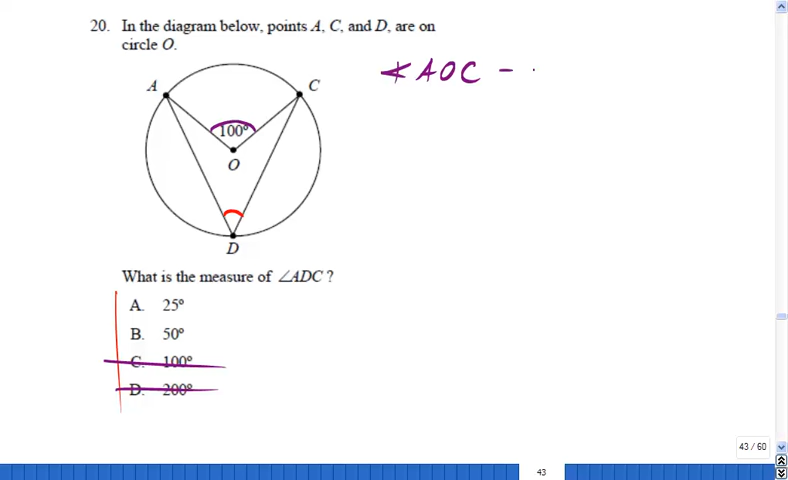 20. In the diagram below, points A, C, and D, are on
circle O.
∡AOC -
A
C
100°
O
D
What is the measure of ∠ADC ?
A. 25°
B. 50°
C. 100°
D. 200°
43 / 60
43